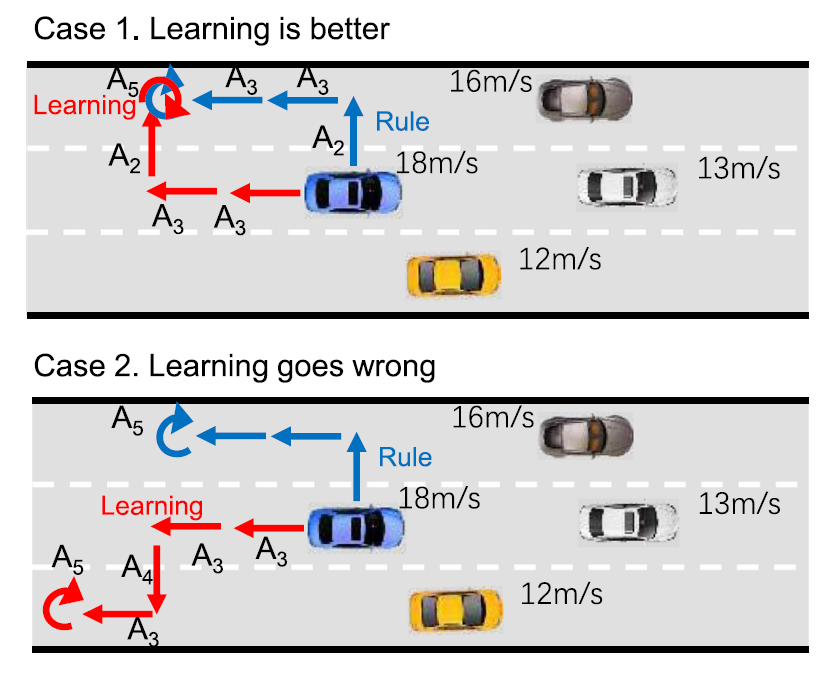 Case 1. Learning is better
A5 A3 A3 16m/s
Learning
Rule
A2 A2 18m/s 13m/s
A3 A3
12m/s
Case 2. Learning goes wrong
A5 16m/s
Rule
Learning 18m/s 13m/s
A5 A4 A3 A3
12m/s
A3